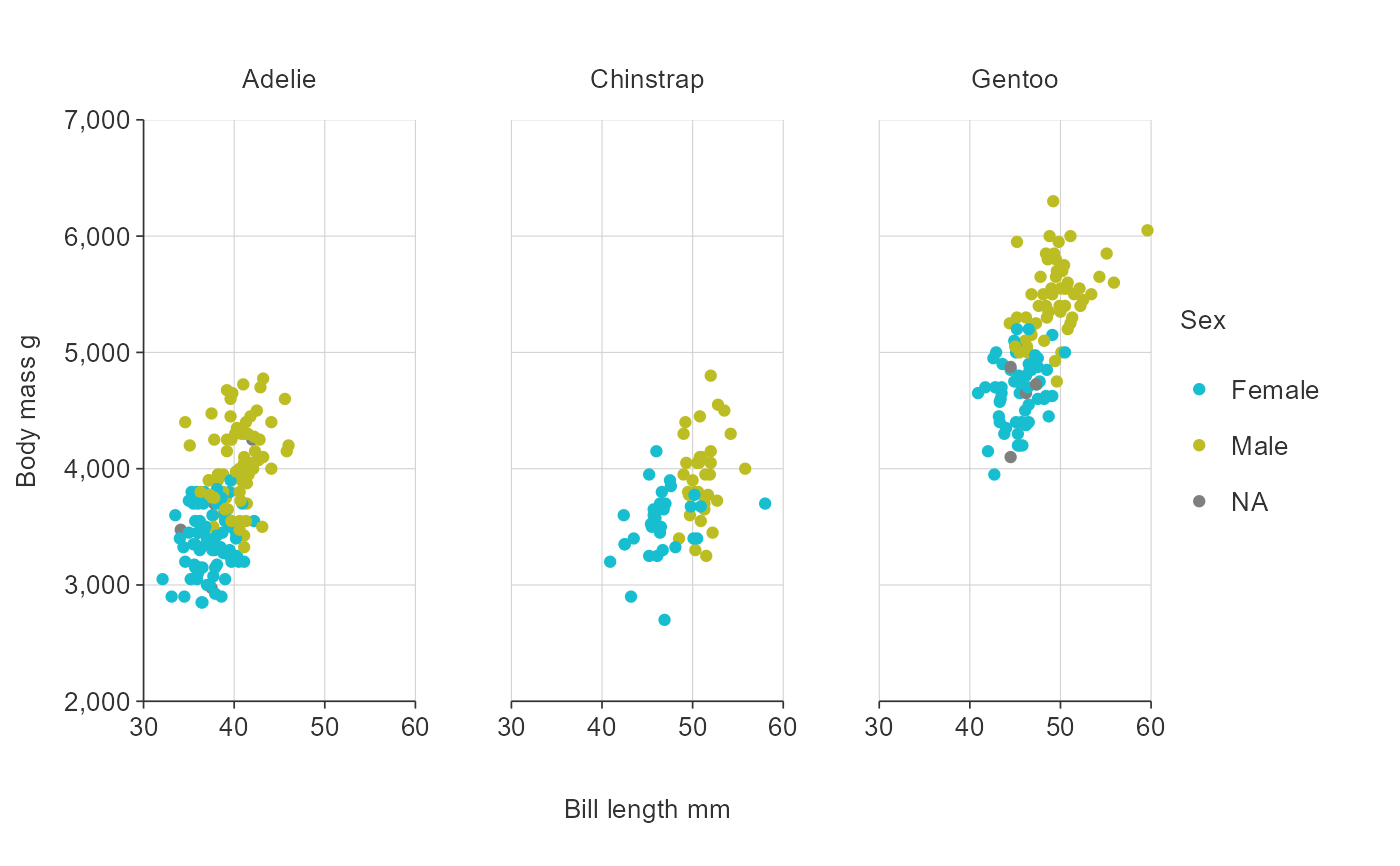 Adelie Chinstrap Gentoo
7,000
6,000
5,000
4,000
3,000
2,000
Body mass g
30 40 50 60 30 40 50 60 30 40 50 60
Bill length mm
Sex
Female
Male
NA